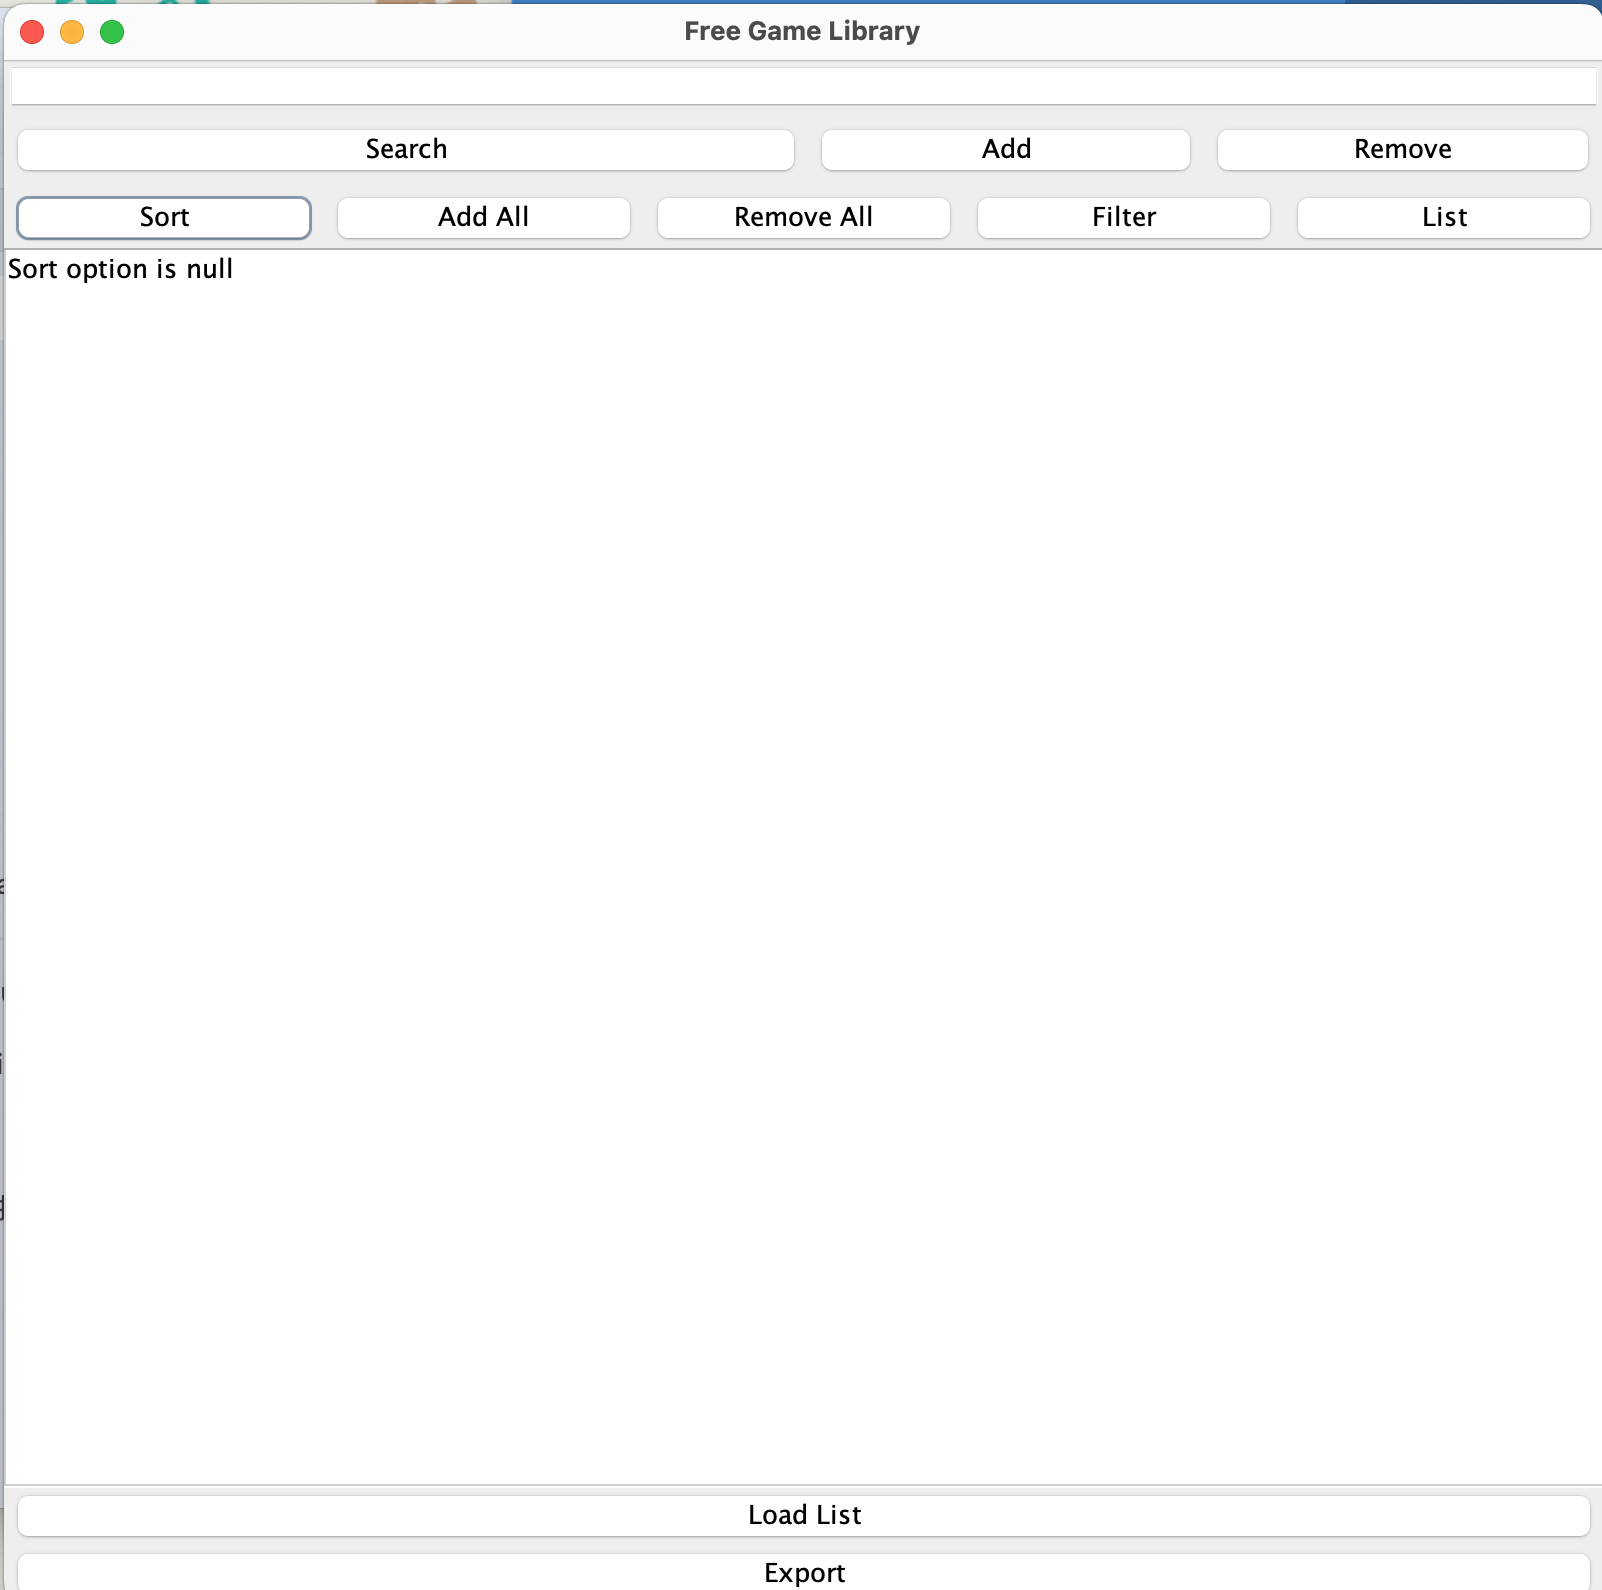 Free Game Library
Search Add Remove
Sort Add All Remove All Filter List
Sort option is null
Load List
Export